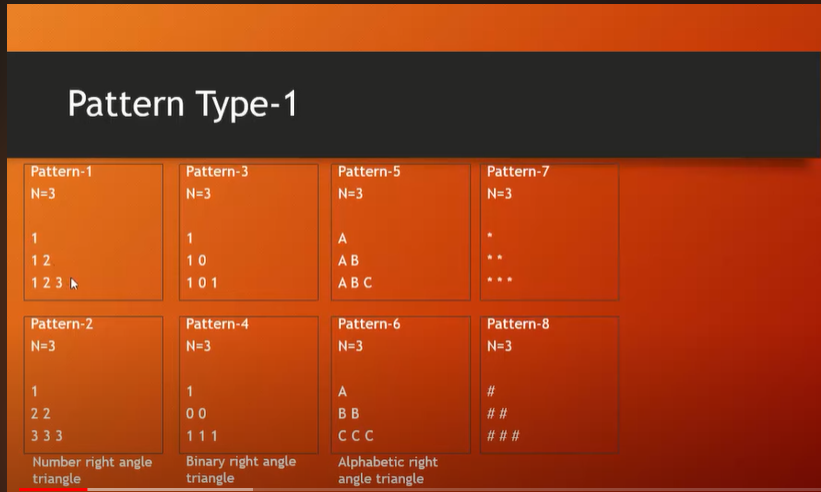 Pattern Type-1
Pattern-1
N=3
1
1 2
1 2 3
Pattern-3
N=3
1
1 0
1 0 1
Pattern-5
N=3
A
A B
A B C
Pattern-7
N=3
*
* *
* * *
Pattern-2
N=3
1
2 2
3 3 3
Number right angle
triangle
Pattern-4
N=3
1
0 0
1 1 1
Binary right angle
triangle
Pattern-6
N=3
A
B B
C C C
Alphabetic right
angle triangle
Pattern-8
N=3
#
# #
# # #